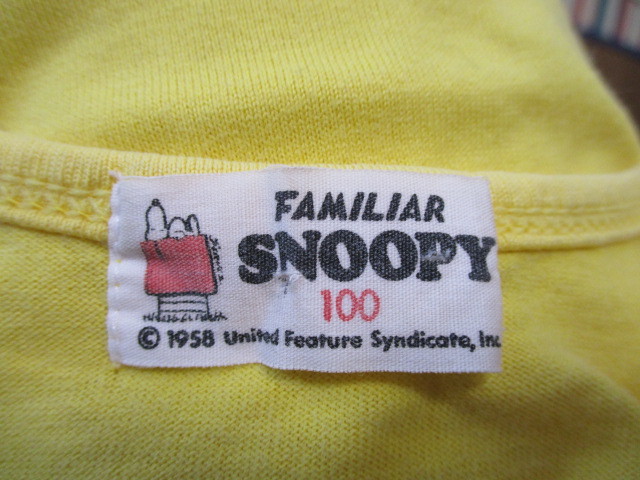 FAMILIAR
SNOOPY
100
© 1958 United Feature Syndicate, Inc